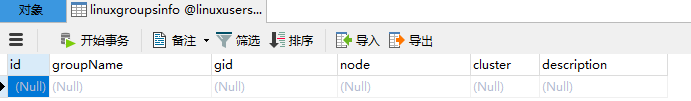 对象 linuxgroupsinfo @linuxusers...
开始事务 备注 筛选 排序 导入 导出
id groupName gid node cluster description
(Null) (Null) (Null) (Null) (Null) (Null)